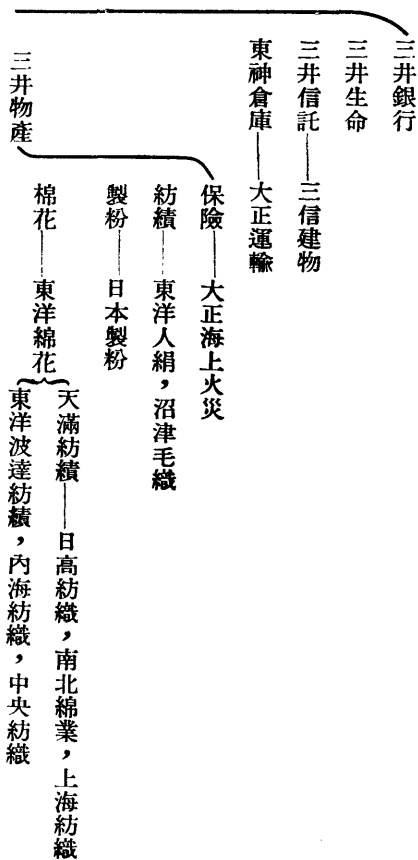 三井銀行
三井生命
三井信託——三信建物
東神倉庫——大正運輸
三井物產
保險——大正海上火災
紡績——東洋人絹，沼津毛織
製粉——日本製粉
棉花——東洋綿花
天滿紡績——日高紡織，南北綿業，上海紡織
東洋波達紡績，內海紡織，中央紡織